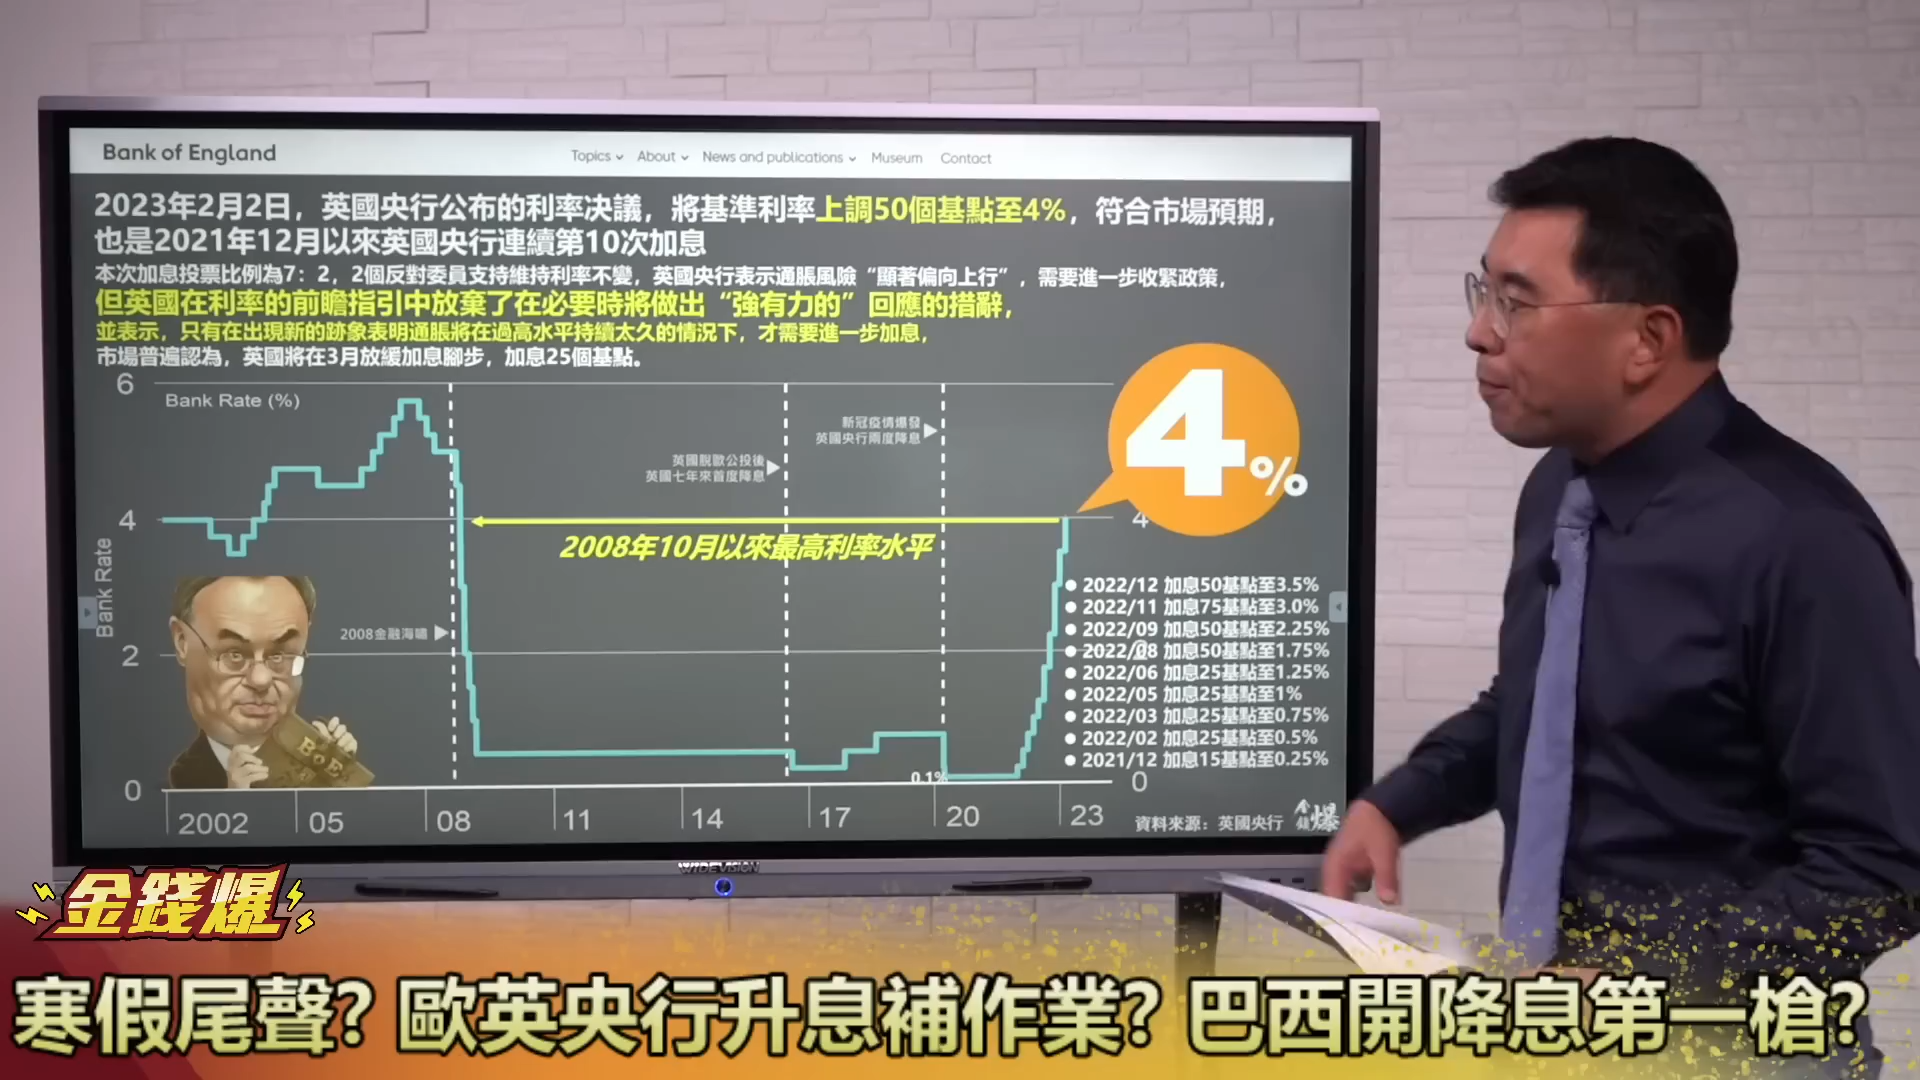 Bank of England
Topics About News and publications Museum Contact
2023年2月2日，英國央行公布的利率決議，將基準利率上調50個基點至4%，符合市場預期，
也是2021年12月以來英國央行連續第10次加息
本次加息投票比例為7：2，2個反對委員支持維持利率不變，英國央行表示通脹風險“顯著偏向上行”，需要進一步收緊政策，
但英國在利率的前瞻指引中放棄了在必要時將做出“強有力的”回應的措辭，
並表示，只有在出現新的跡象表明通脹將在過高水平持續太久的情況下，才需要進一步加息，
市場普遍認為，英國將在3月放緩加息腳步，加息25個基點。
6
Bank Rate (%)
新冠疫情爆發
英國央行兩度降息
英國脫歐公投後
英國七年來首度降息
4%
4
4
2008年10月以來最高利率水平
Bank Rate
2008金融海嘯
2
2
BoE
0.1%
0
0
2022/12 加息50基點至3.5%
2022/11 加息75基點至3.0%
2022/09 加息50基點至2.25%
2022/08 加息50基點至1.75%
2022/06 加息25基點至1.25%
2022/05 加息25基點至1%
2022/03 加息25基點至0.75%
2022/02 加息25基點至0.5%
2021/12 加息15基點至0.25%
2002 05 08 11 14 17 20 23
資料來源：英國央行
金錢爆
WIDEVISION
金錢爆
寒假尾聲? 歐英央行升息補作業? 巴西開降息第一槍?